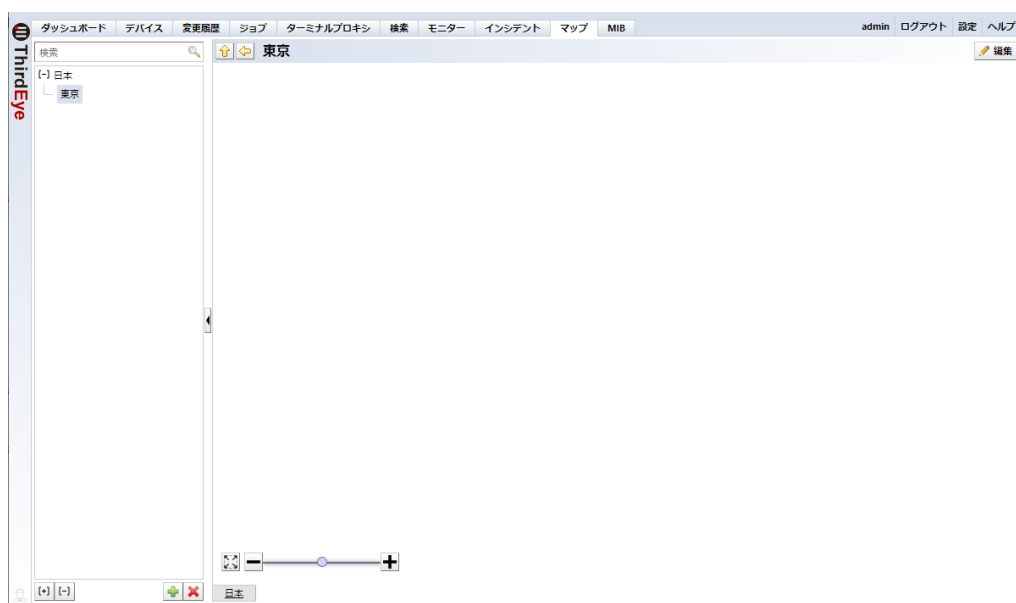 ThirdEye
ダッシュボード デバイス 変更履歴 ジョブ ターミナルプロキシ 検索 モニター インシデント マップ MIB admin ログアウト 設定 ヘルプ
検索
東京
編集
[-] 日本
東京
[+] [-]
日本